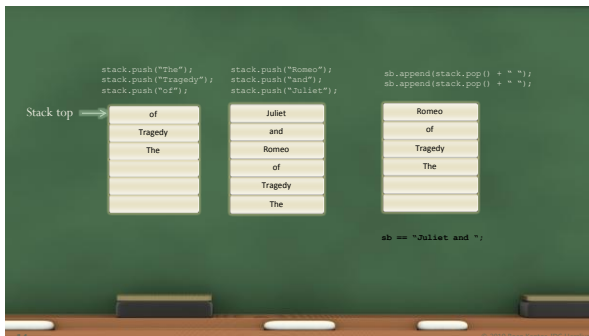 stack.push("The");
stack.push("Tragedy");
stack.push("of");
stack.push("Romeo");
stack.push("and");
stack.push("Juliet");
sb.append(stack.pop() + " ");
sb.append(stack.pop() + " ");
Stack top
of
Tragedy
The
Juliet
and
Romeo
of
Tragedy
The
Romeo
of
Tragedy
The
sb == "Juliet and ";